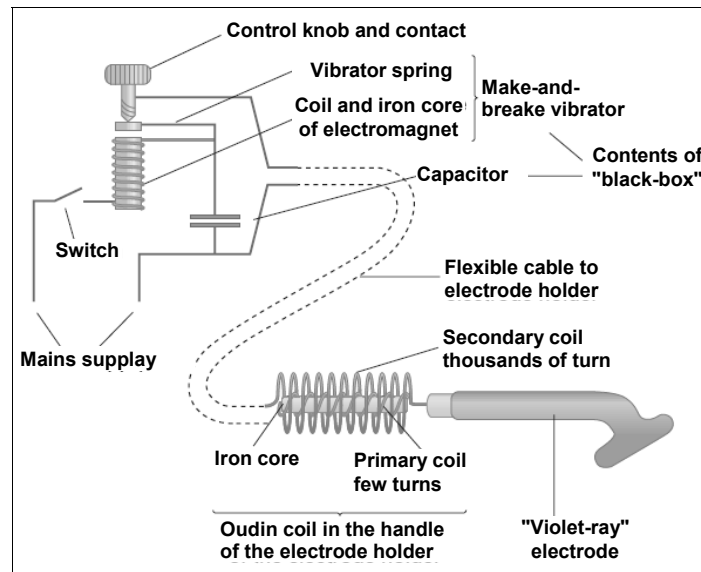 Control knob and contact
Vibrator spring
Coil and iron core
of electromagnet
Make-and-
breake vibrator
Contents of
"black-box"
Capacitor
Switch
Flexible cable to
electrode holder
Mains supplay
Secondary coil
thousands of turn
Iron core
Primary coil
few turns
Oudin coil in the handle
of the electrode holder
"Violet-ray"
electrode